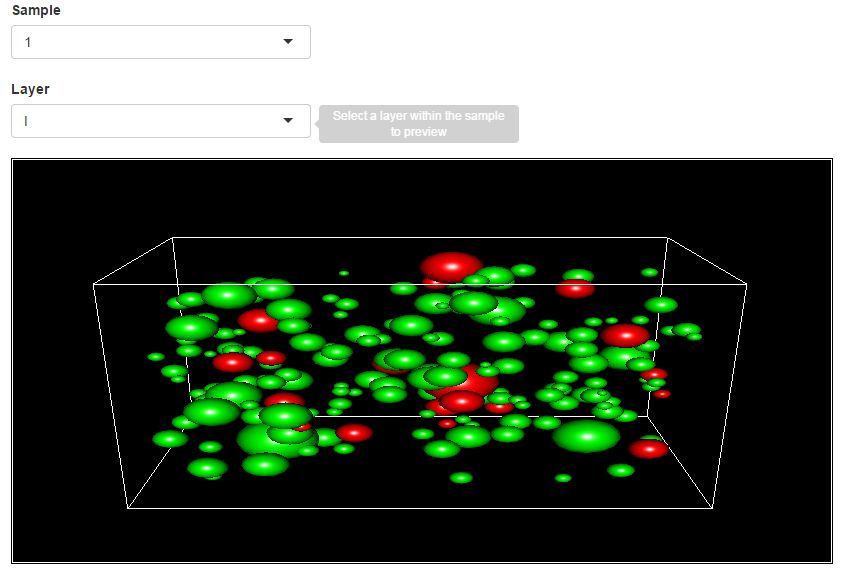 Sample
1
Layer
I
Select a layer within the sample
to preview